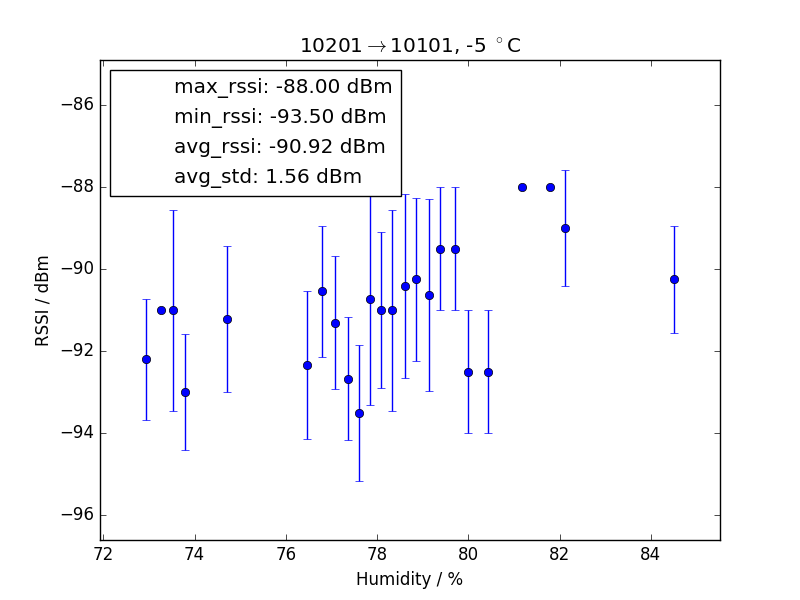 10201→10101, -5 °C
max_rssi: -88.00 dBm
min_rssi: -93.50 dBm
avg_rssi: -90.92 dBm
avg_std: 1.56 dBm
RSSI / dBm
−86
−88
−90
−92
−94
−96
72 74 76 78 80 82 84
Humidity / %